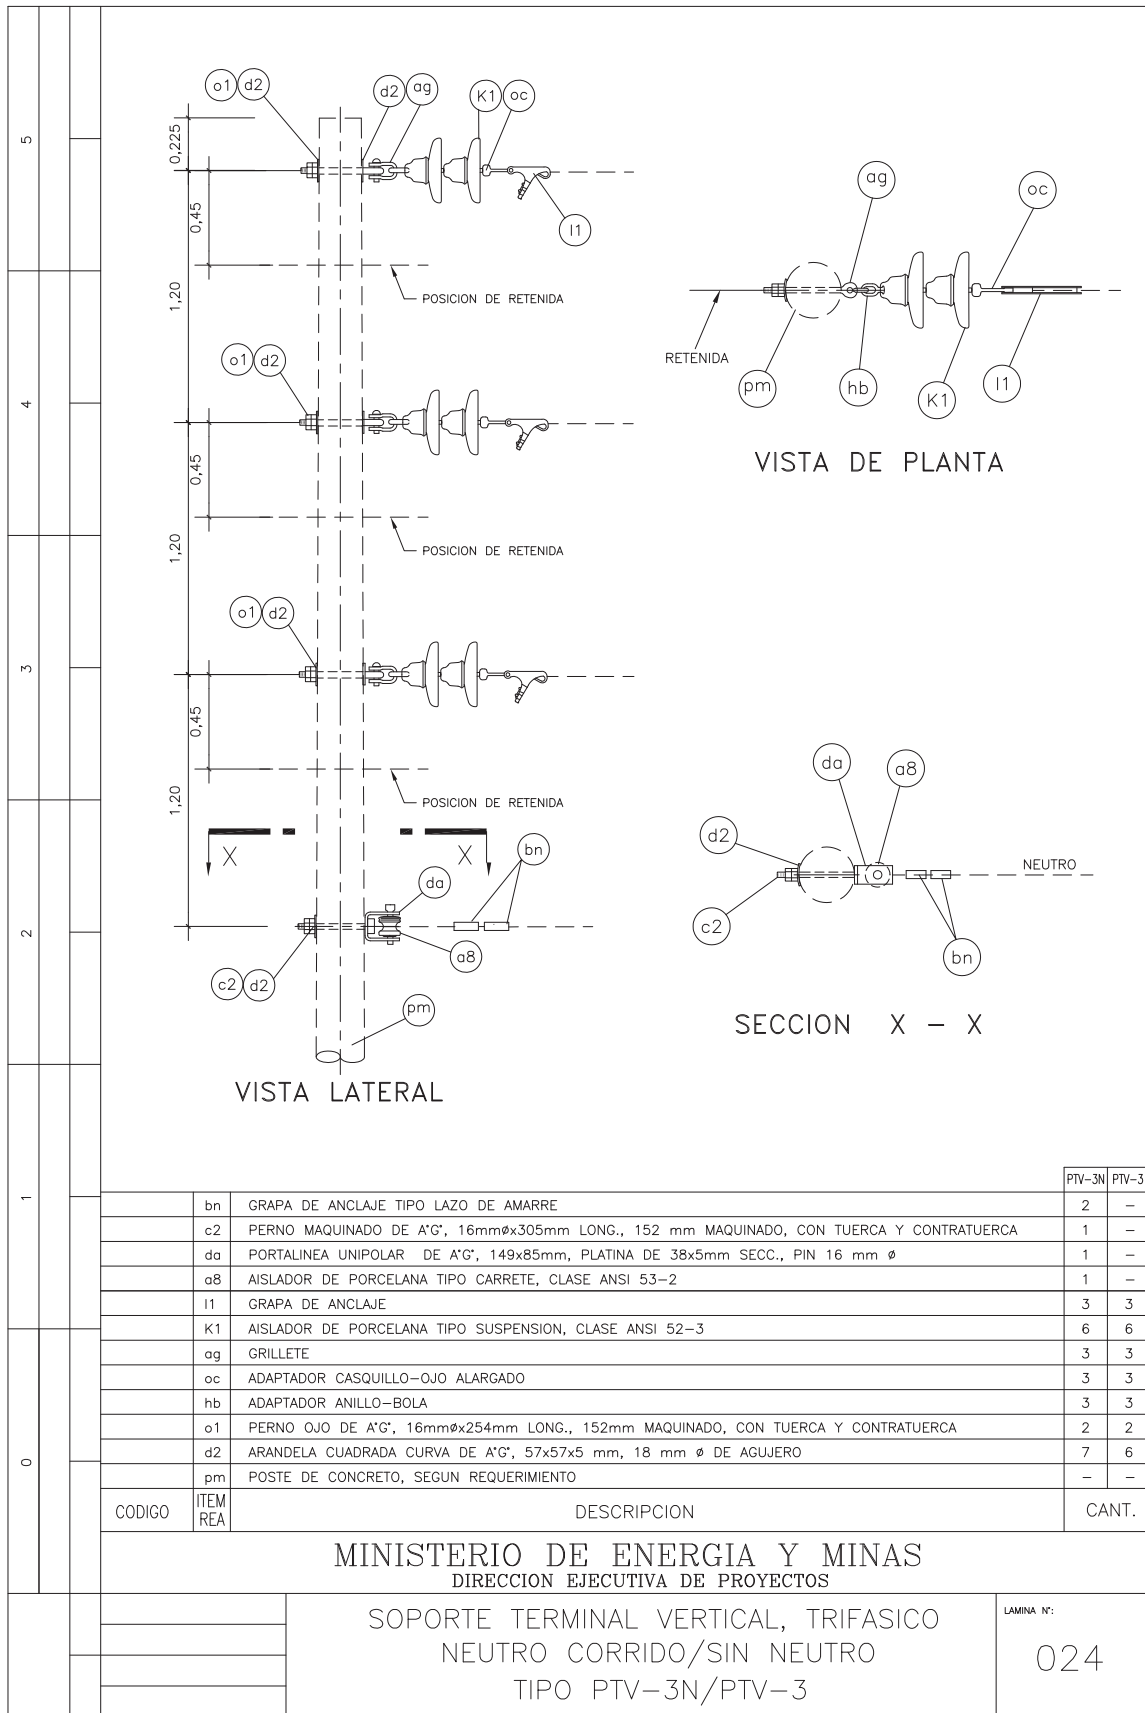 5
4
3
2
1
0
o1 d2
d2 ag
K1 oc
l1
0,225
0,45
1,20
POSICION DE RETENIDA
o1 d2
0,45
1,20
POSICION DE RETENIDA
o1 d2
0,45
1,20
POSICION DE RETENIDA
X X
bn
da
a8
c2 d2
pm
VISTA LATERAL
ag
oc
RETENIDA
pm
hb
K1
l1
VISTA DE PLANTA
da
a8
d2
NEUTRO
c2
bn
SECCION X – X
PTV–3N PTV–3
bn GRAPA DE ANCLAJE TIPO LAZO DE AMARRE 2 –
c2 PERNO MAQUINADO DE A°G°, 16mmøx305mm LONG., 152 mm MAQUINADO, CON TUERCA Y CONTRATUERCA 1 –
da PORTALINEA UNIPOLAR DE A°G°, 149x85mm, PLATINA DE 38x5mm SECC., PIN 16 mm ø 1 –
a8 AISLADOR DE PORCELANA TIPO CARRETE, CLASE ANSI 53–2 1 –
l1 GRAPA DE ANCLAJE 3 3
K1 AISLADOR DE PORCELANA TIPO SUSPENSION, CLASE ANSI 52–3 6 6
ag GRILLETE 3 3
oc ADAPTADOR CASQUILLO–OJO ALARGADO 3 3
hb ADAPTADOR ANILLO–BOLA 3 3
o1 PERNO OJO DE A°G°, 16mmøx254mm LONG., 152mm MAQUINADO, CON TUERCA Y CONTRATUERCA 2 2
d2 ARANDELA CUADRADA CURVA DE A°G°, 57x57x5 mm, 18 mm ø DE AGUJERO 7 6
pm POSTE DE CONCRETO, SEGUN REQUERIMIENTO – –
CODIGO ITEM REA DESCRIPCION CANT.
MINISTERIO DE ENERGIA Y MINAS
DIRECCION EJECUTIVA DE PROYECTOS
SOPORTE TERMINAL VERTICAL, TRIFASICO
NEUTRO CORRIDO/SIN NEUTRO
TIPO PTV–3N/PTV–3
LAMINA N°:
024